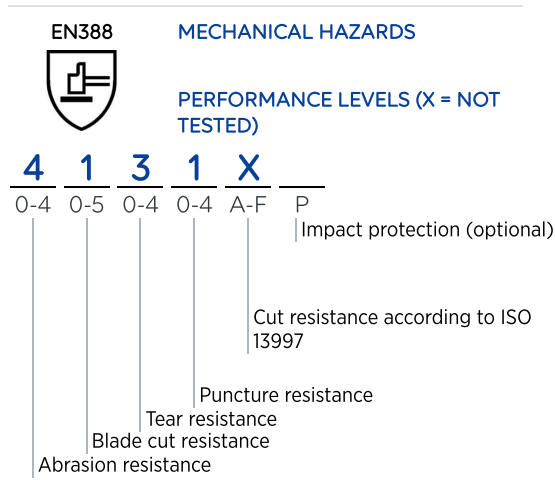 EN388
MECHANICAL HAZARDS
PERFORMANCE LEVELS (X = NOT
TESTED)
4 1 3 1 X
0-4 0-5 0-4 0-4 A-F P
Impact protection (optional)
Cut resistance according to ISO
13997
Puncture resistance
Tear resistance
Blade cut resistance
Abrasion resistance